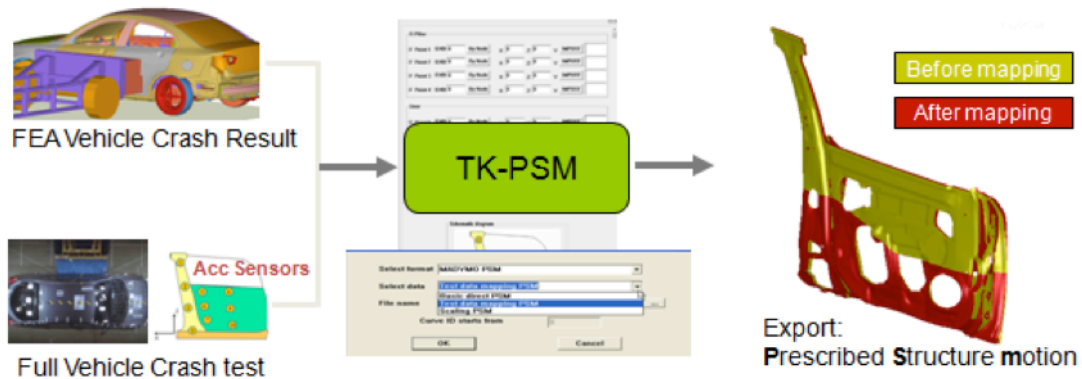 FEA Vehicle Crash Result
Acc Sensors
Full Vehicle Crash test
TK-PSM
Schematic diagram
Select format MADYMO PSM
Select data Test data mapping PSM
Basic direct PSM
File name Test data mapping PSM
Scaling PSM
Curve ID starts from
OK Cancel
Before mapping
After mapping
Export:
Prescribed Structure motion